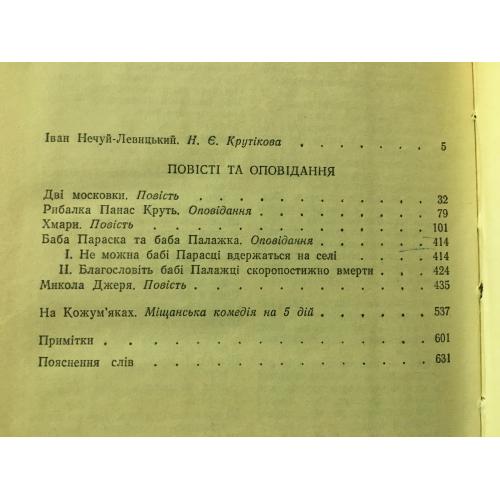 Іван Нечуй-Левицький. Н. Є. Крутікова . . . . . . . 5
ПОВІСТІ ТА ОПОВІДАННЯ
Дві московки. Повість . . . . . . . . . . . . 32
Рибалка Панас Круть. Оповідання . . . . . . . . . 79
Хмари. Повість . . . . . . . . . . . . . . 101
Баба Параска та баба Палажка. Оповідання . . . . . . 414
I. Не можна бабі Парасці вдержаться на селі . . . . 414
II. Благословіть бабі Палажці скоропостижно вмерти . . 424
Микола Джеря. Повість . . . . . . . . . . . . 435
На Кожум'яках. Міщанська комедія на 5 дій . . . . . 537
Примітки . . . . . . . . . . . . . . . . 601
Пояснення слів . . . . . . . . . . . . . . 631